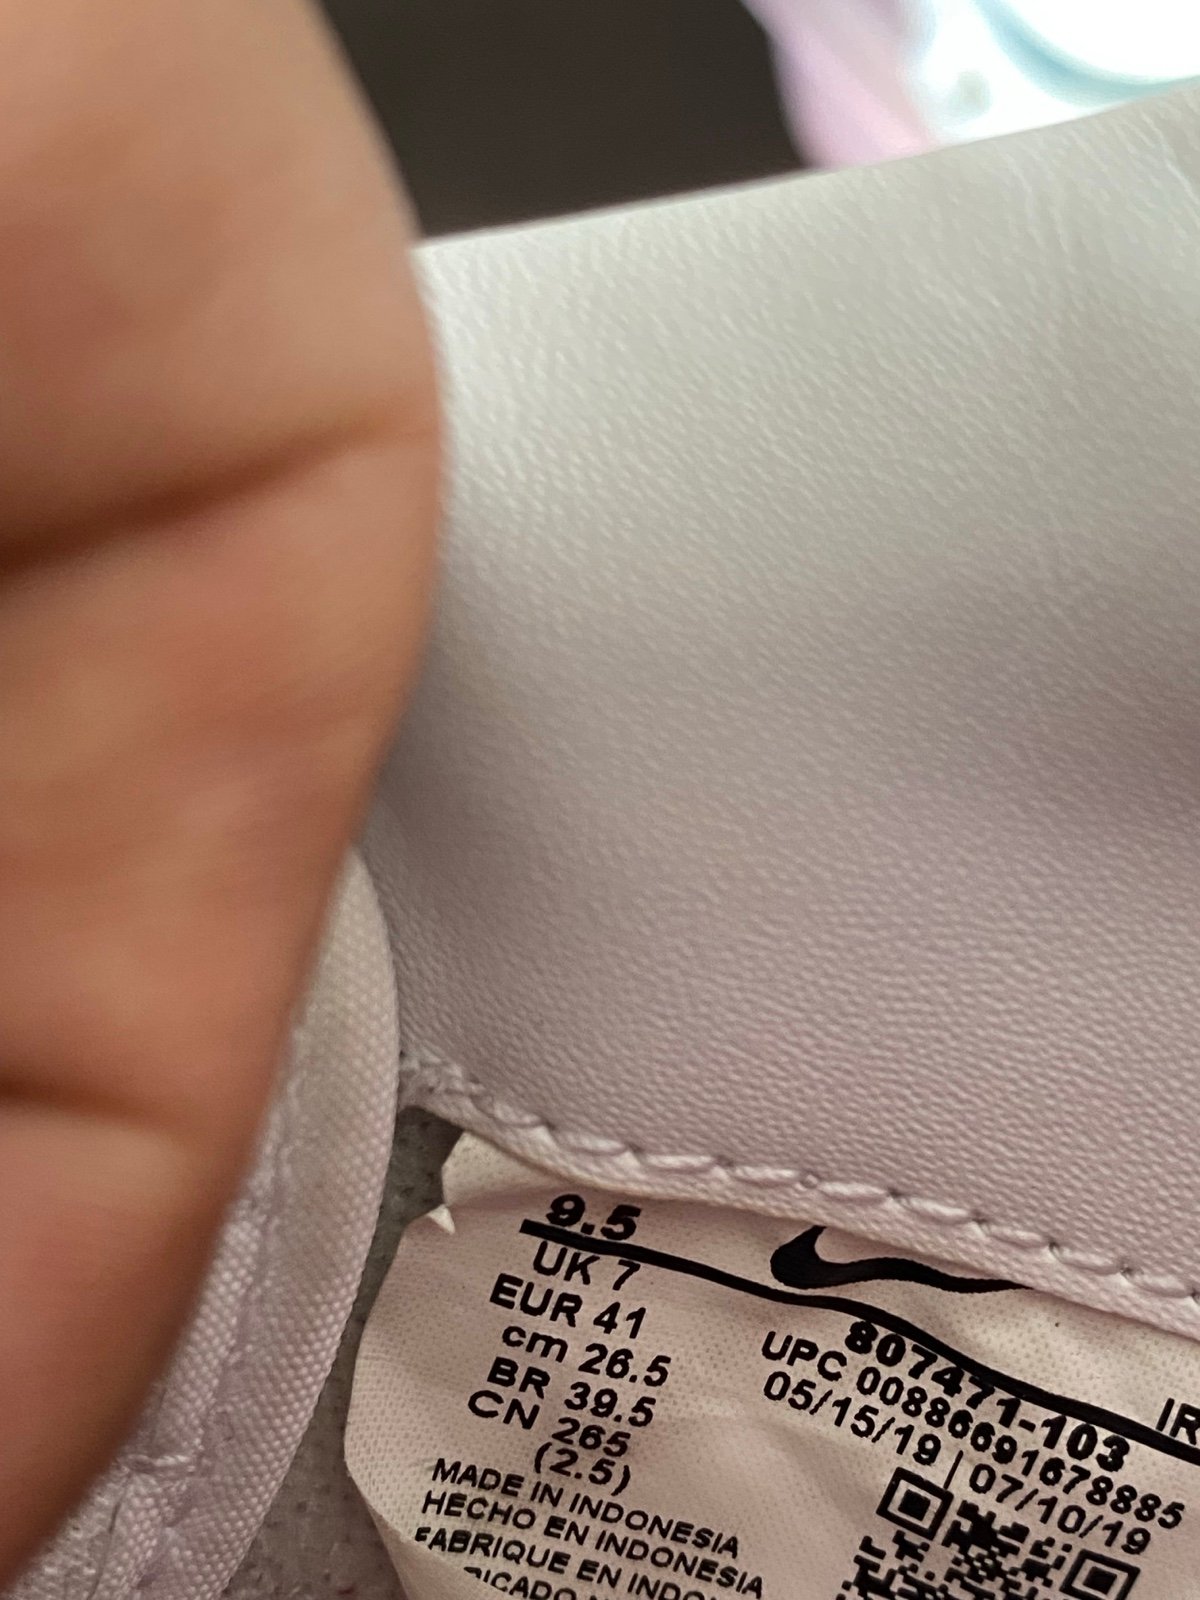 9.5
UK 7
EUR 41
cm 26.5
BR 39.5
CN 265
(2.5)
MADE IN INDONESIA
HECHO EN INDONESIA
FABRIQUE EN
807471-103
UPC 00886691678885
05/15/19 | 07/10/19